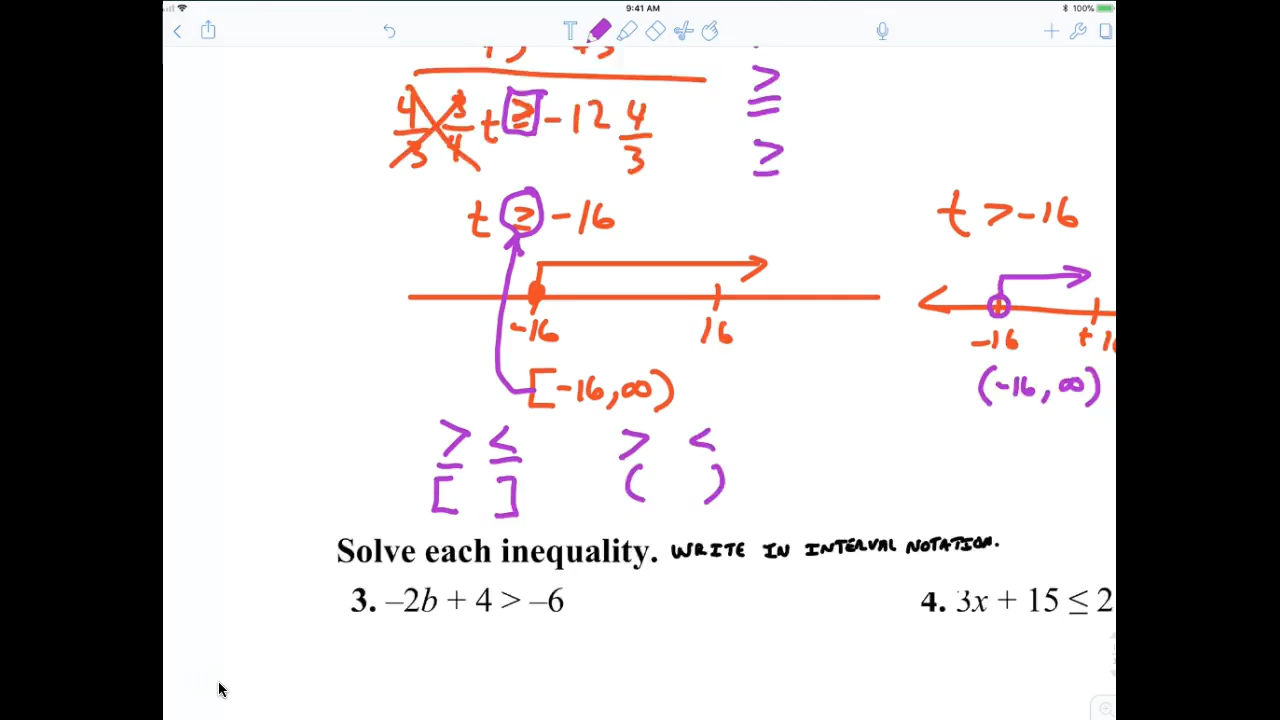 9:41 AM
100%
T
≥
4/3 3/4 t ≥ -12 4/3
≥
t ≥ -16
t > -16
-16 16
-16 +16
[-16, ∞)
(-16, ∞)
≥ ≤ > <
[ ] ( )
Solve each inequality. WRITE IN INTERVAL NOTATION.
3. –2b + 4 > –6
4. 3x + 15 ≤ 2